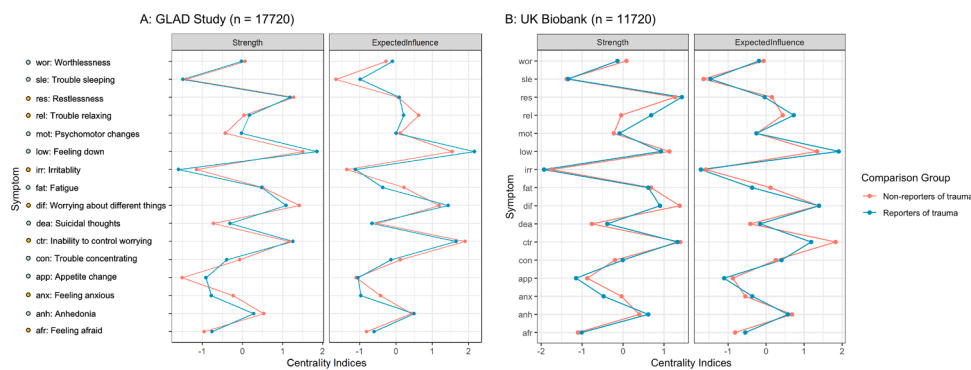 A: GLAD Study (n = 17720)
B: UK Biobank (n = 11720)
Strength
ExpectedInfluence
Strength
ExpectedInfluence
Symptom
wor: Worthlessness
sle: Trouble sleeping
res: Restlessness
rel: Trouble relaxing
mot: Psychomotor changes
low: Feeling down
irr: Irritablity
fat: Fatigue
dif: Worrying about different things
dea: Suicidal thoughts
ctr: Inability to control worrying
con: Trouble concentrating
app: Appetite change
anx: Feeling anxious
anh: Anhedonia
afr: Feeling afraid
-1 0 1 2
-1 0 1 2
Centrality Indices
Symptom
wor
sle
res
rel
mot
low
irr
fat
dif
dea
ctr
con
app
anx
anh
afr
-2 -1 0 1
-1 0 1 2
Centrality Indices
Comparison Group
Non-reporters of trauma
Reporters of trauma